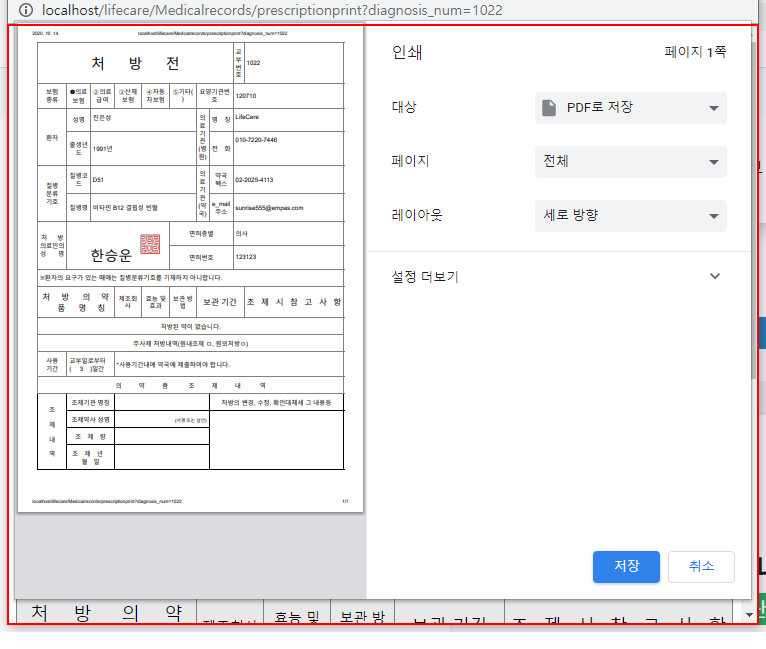 localhost/lifecare/Medicalrecords/prescriptionprint?diagnosis_num=1022
2020. 10. 14.
localhost/lifecare/Medicalrecords/prescriptionprint?diagnosis_num=1022
처 방 전
교부번호
1022
보험종류
●의료보험
②의료급여
③산재보험
④자동차보험
⑤기타( )
요양기관번호
120710
환자
성명
진은성
의료기관(병원)
명 칭
LifeCare
출생년도
1991년
전 화
010-7220-7446
질병분류기호
질병코드
D51
의료기관(약국)
약국팩스
02-2025-4113
질병명
비타민 B12 결핍성 빈혈
e_mail주소
sunrise555@empas.com
처 방 의료인의 성 명
한승운
면허종별
의사
면허번호
123123
※환자의 요구가 있는 때에는 질병분류기호를 기재하지 아니합니다.
처 방 의 약 품 명 칭
제조회사
효능 및 효과
보관 방법
보관 기간
조 제 시 참 고 사 항
처방된 약이 없습니다.
주사제 처방내역(원내조제 ㅁ, 원외처방ㅁ)
사용기간
교부일로부터 ( 3 )일간
*사용기간내에 약국에 제출하여야 합니다.
의 약 품 조 제 내 역
조 제 내 역
조제기관 명칭
처방의 변경, 수정, 확인대체시 그 내용등
조제약사 성명
(서명 또는 날인)
조 제 량
조 제 년 월 일
localhost/lifecare/Medicalrecords/prescriptionprint?diagnosis_num=1022
1/1
인쇄
페이지 1쪽
대상
PDF로 저장
페이지
전체
레이아웃
세로 방향
설정 더보기
저장
취소
처 방 의 약
효능 및
보관 방